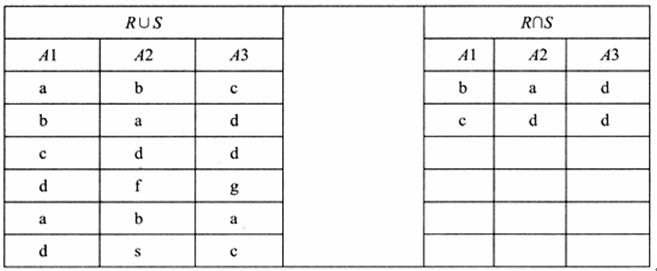 R∪S R∩S
A1 A2 A3 A1 A2 A3
a b c b a d
b a d c d d
c d d
d f g
a b a
d s c